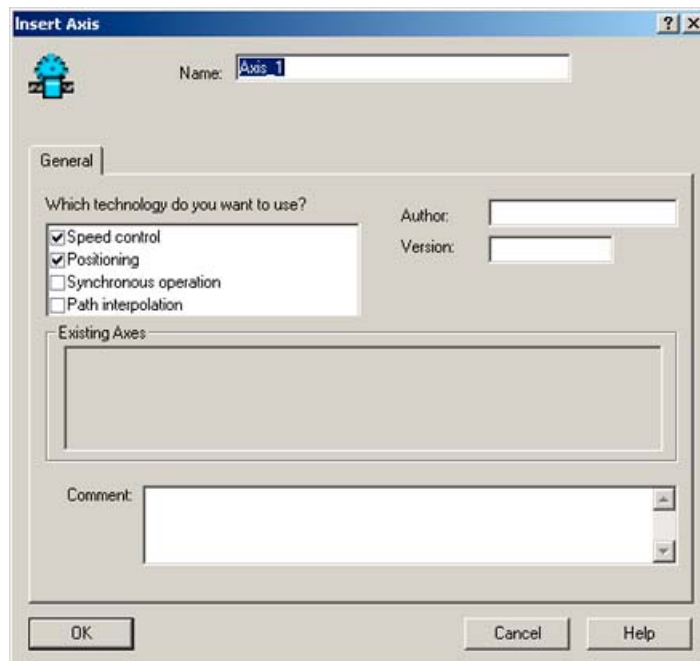 Insert Axis
Name: Axis_1
General
Which technology do you want to use?
Speed control
Positioning
Synchronous operation
Path interpolation
Author:
Version:
Existing Axes
Comment:
OK
Cancel
Help